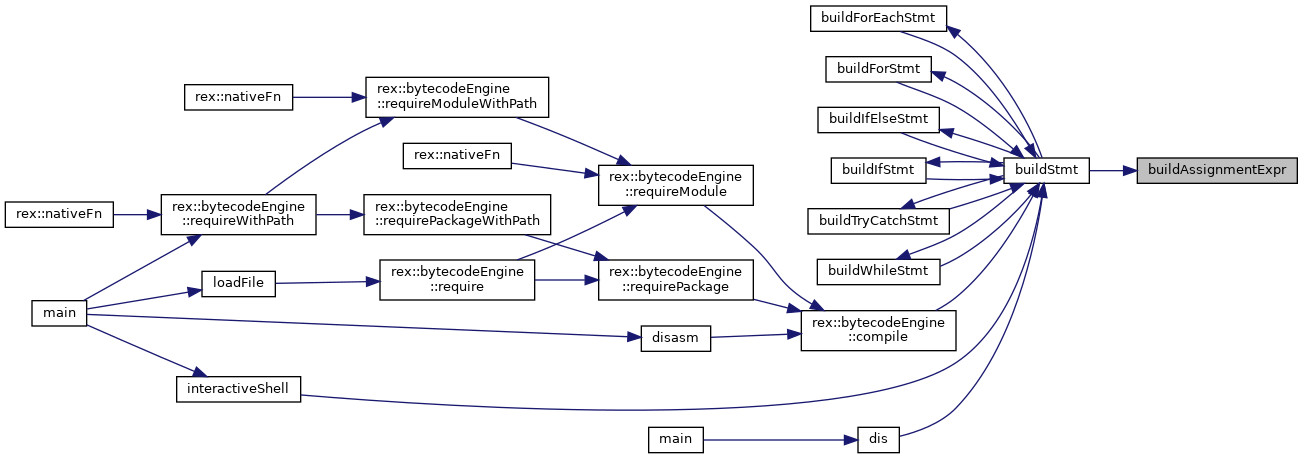 buildForEachStmt
buildForStmt
rex::bytecodeEngine
::requireModuleWithPath
rex::nativeFn
buildIfElseStmt
rex::nativeFn
buildIfStmt
buildStmt
buildAssignmentExpr
rex::bytecodeEngine
::requireModule
rex::nativeFn
rex::bytecodeEngine
::requireWithPath
rex::bytecodeEngine
::requirePackageWithPath
buildTryCatchStmt
buildWhileStmt
loadFile
rex::bytecodeEngine
::require
rex::bytecodeEngine
::requirePackage
main
disasm
rex::bytecodeEngine
::compile
interactiveShell
main
dis